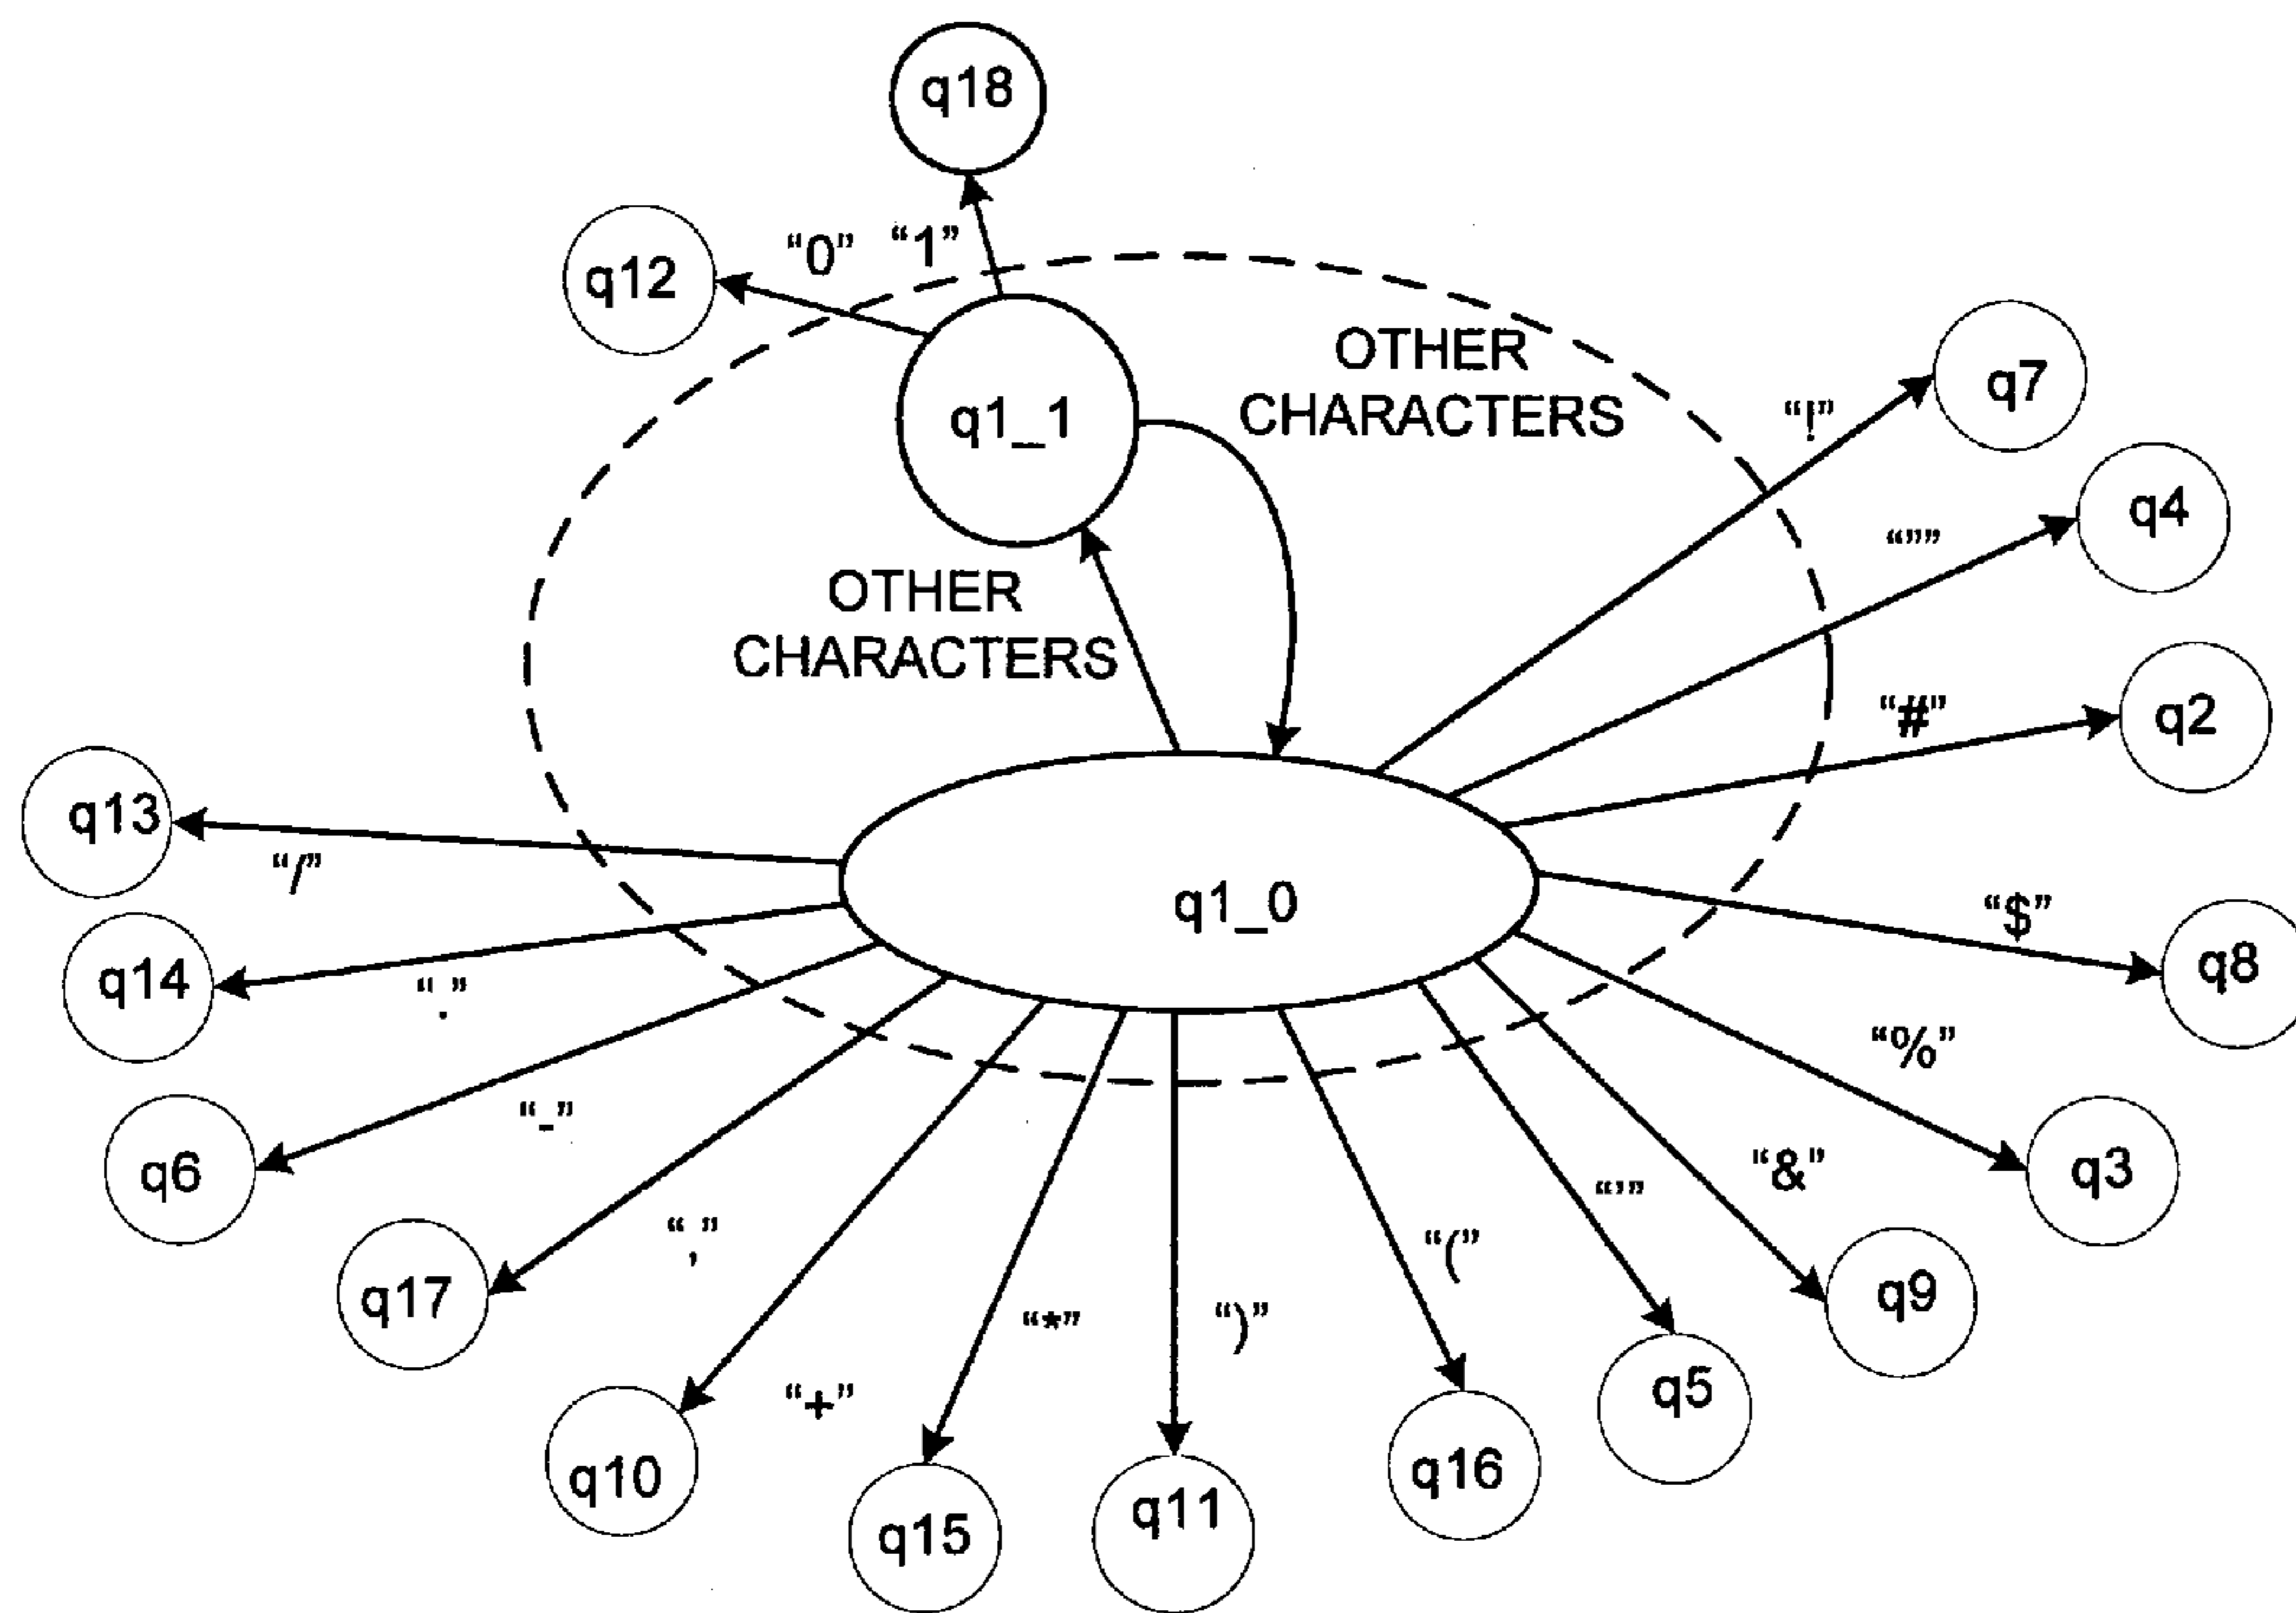 q18
“0” “1”
q12
OTHER
CHARACTERS
q7
“!”
q1_1
q4
“””
OTHER
CHARACTERS
q2
“#”
q13
“/”
q1_0
“$”
q8
q14
“.”
“%”
“-”
q6
“&”
q3
“’”
“,”
“(”
q17
q9
“*”
“)”
“+”
q5
q10
q16
q15
q11